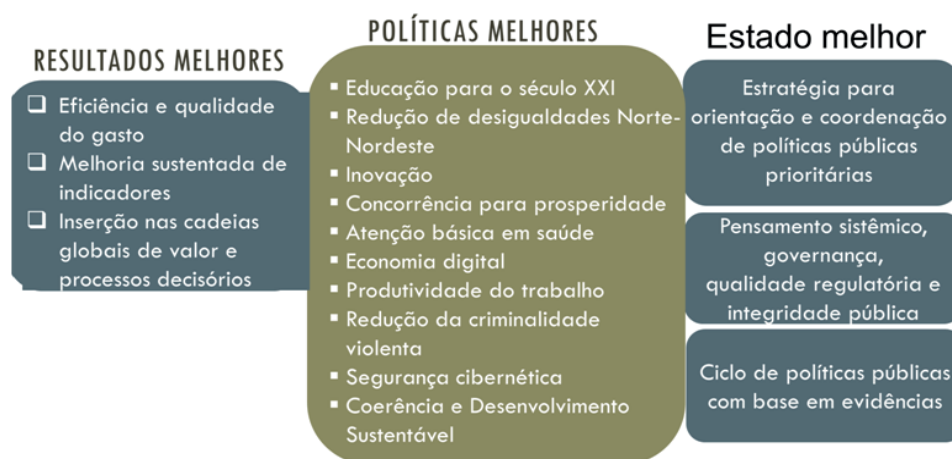 RESULTADOS MELHORES
Eficiência e qualidade
do gasto
Melhoria sustentada de
indicadores
Inserção nas cadeias
globais de valor e
processos decisórios
POLÍTICAS MELHORES
Educação para o século XXI
Redução de desigualdades Norte-
Nordeste
Inovação
Concorrência para prosperidade
Atenção básica em saúde
Economia digital
Produtividade do trabalho
Redução da criminalidade
violenta
Segurança cibernética
Coerência e Desenvolvimento
Sustentável
Estado melhor
Estratégia para
orientação e coordenação
de políticas públicas
prioritárias
Pensamento sistêmico,
governança,
qualidade regulatória e
integridade pública
Ciclo de políticas públicas
com base em evidências